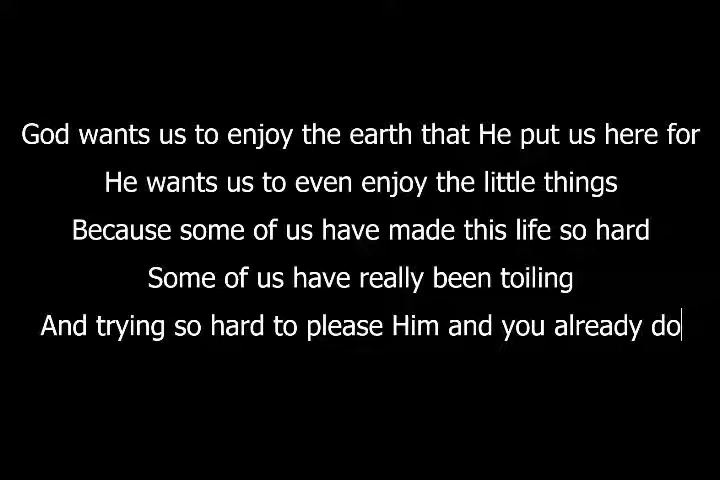 God wants us to enjoy the earth that He put us here for
He wants us to even enjoy the little things
Because some of us have made this life so hard
Some of us have really been toiling
And trying so hard to please Him and you already do